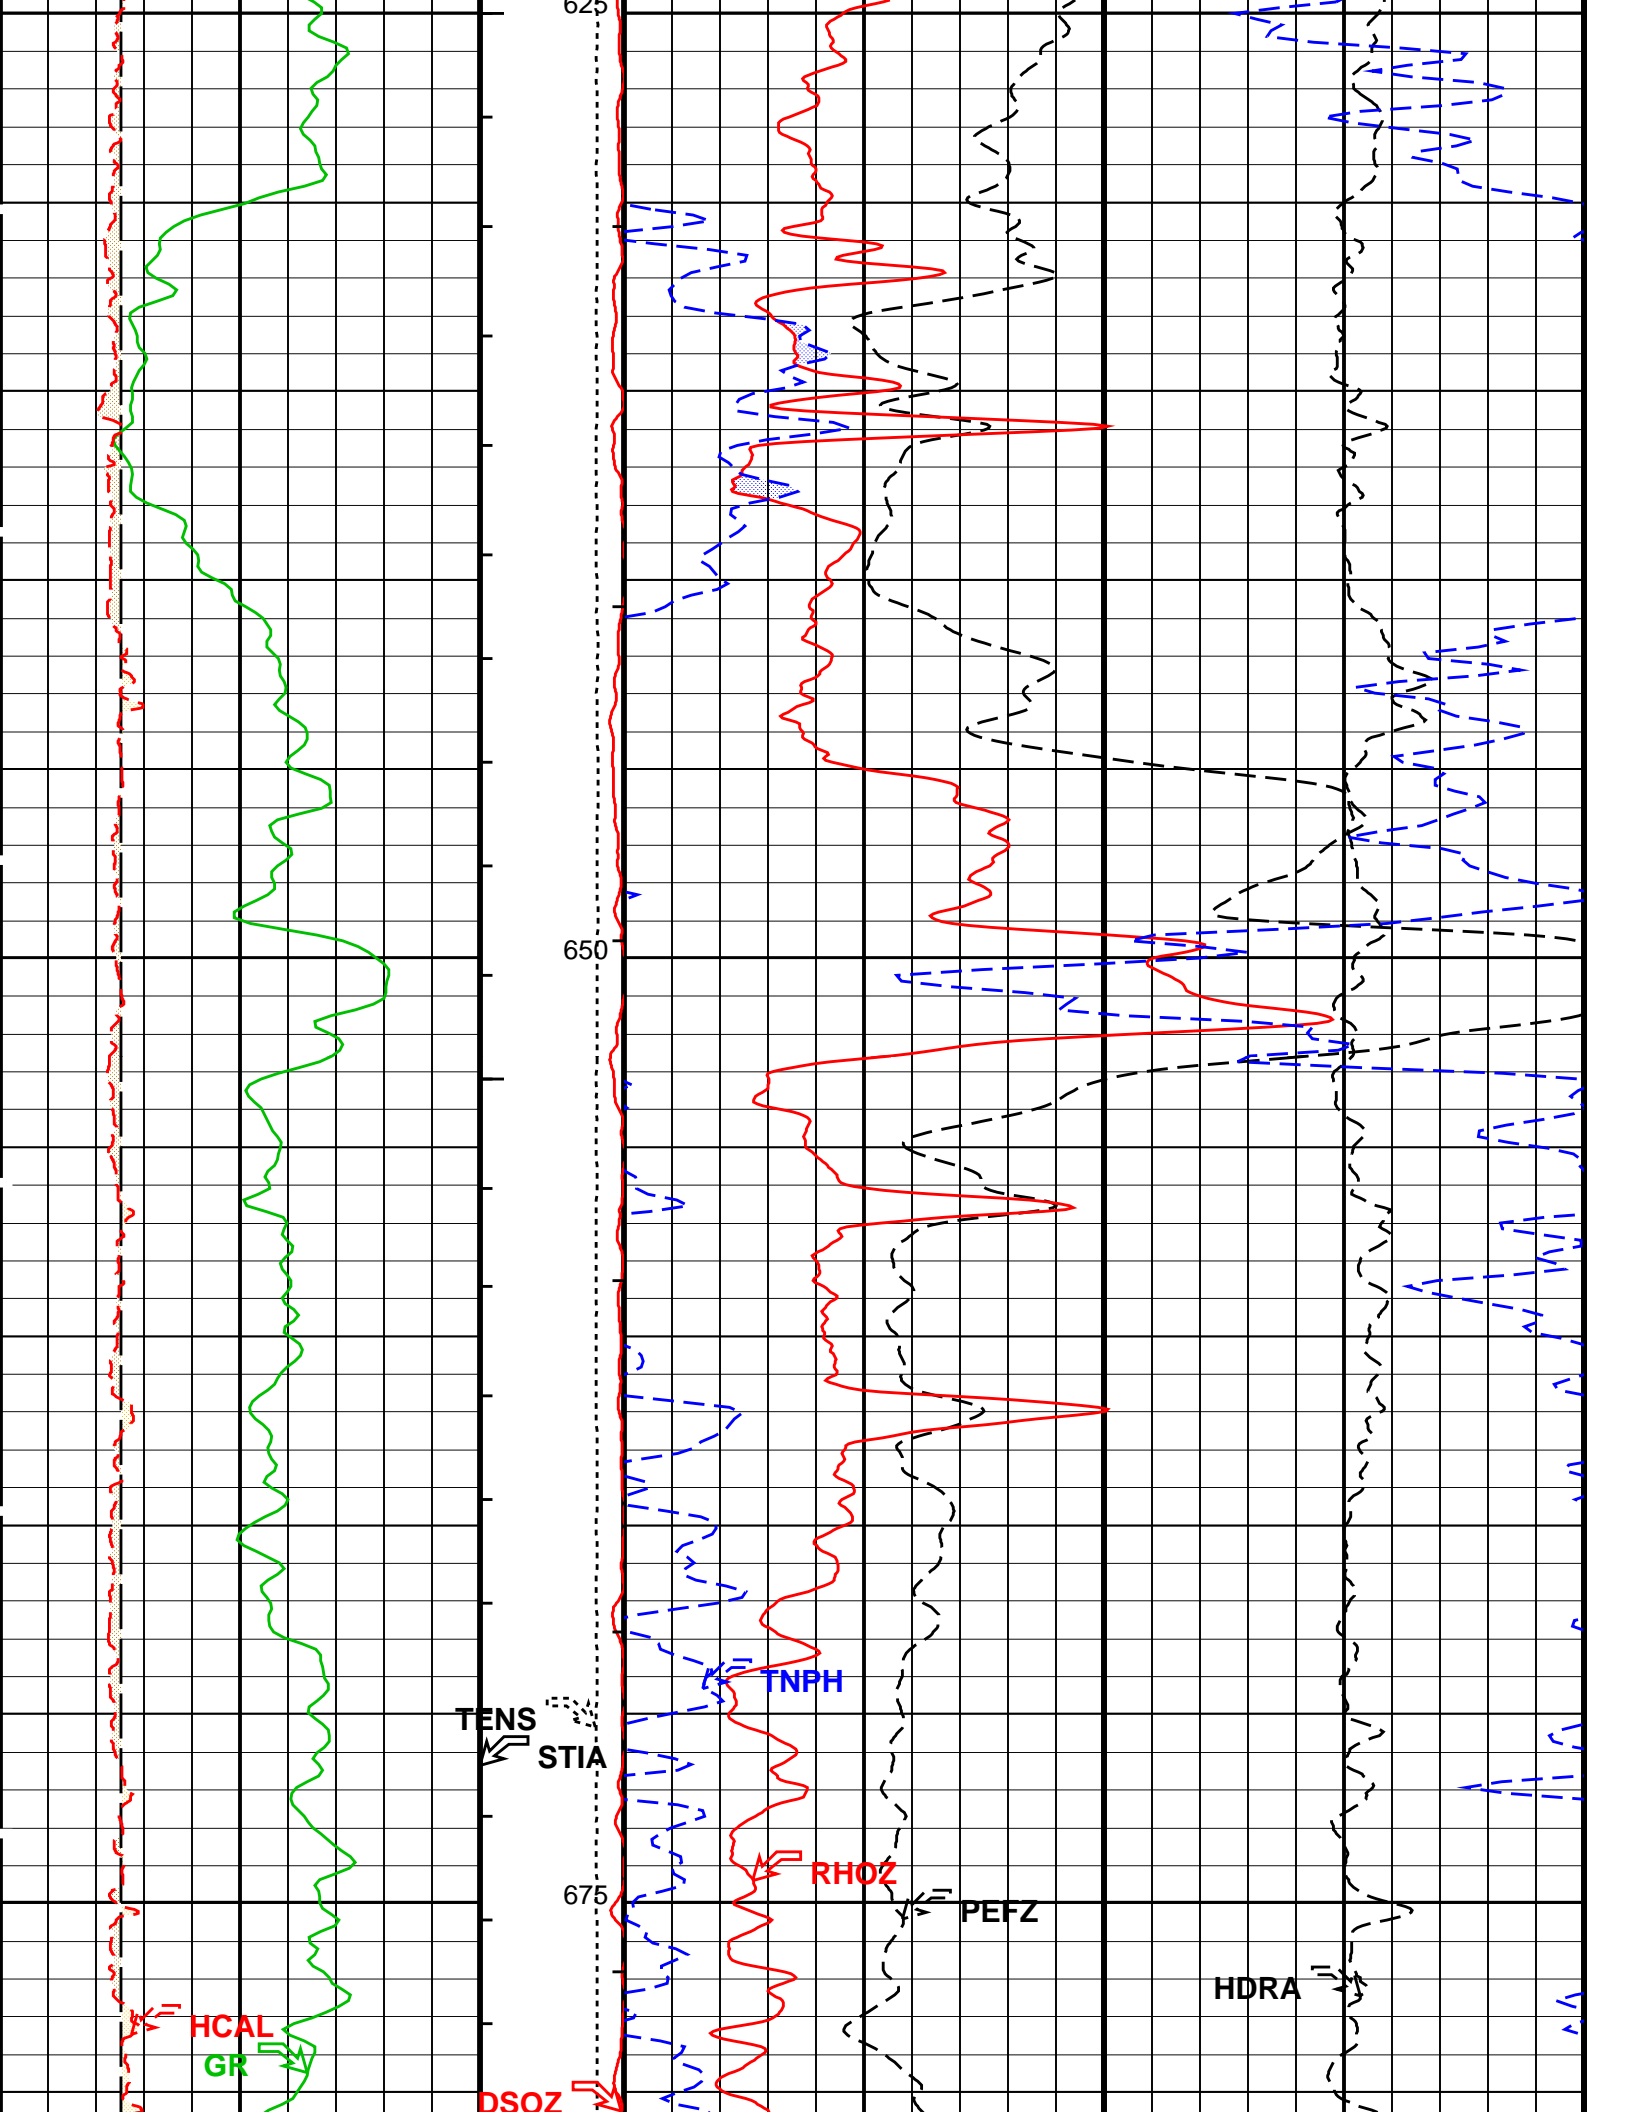 625
650
TNPH
TENS
STIA
RHOZ
675
PEFZ
HDRA
HCAL
GR
DSOZ